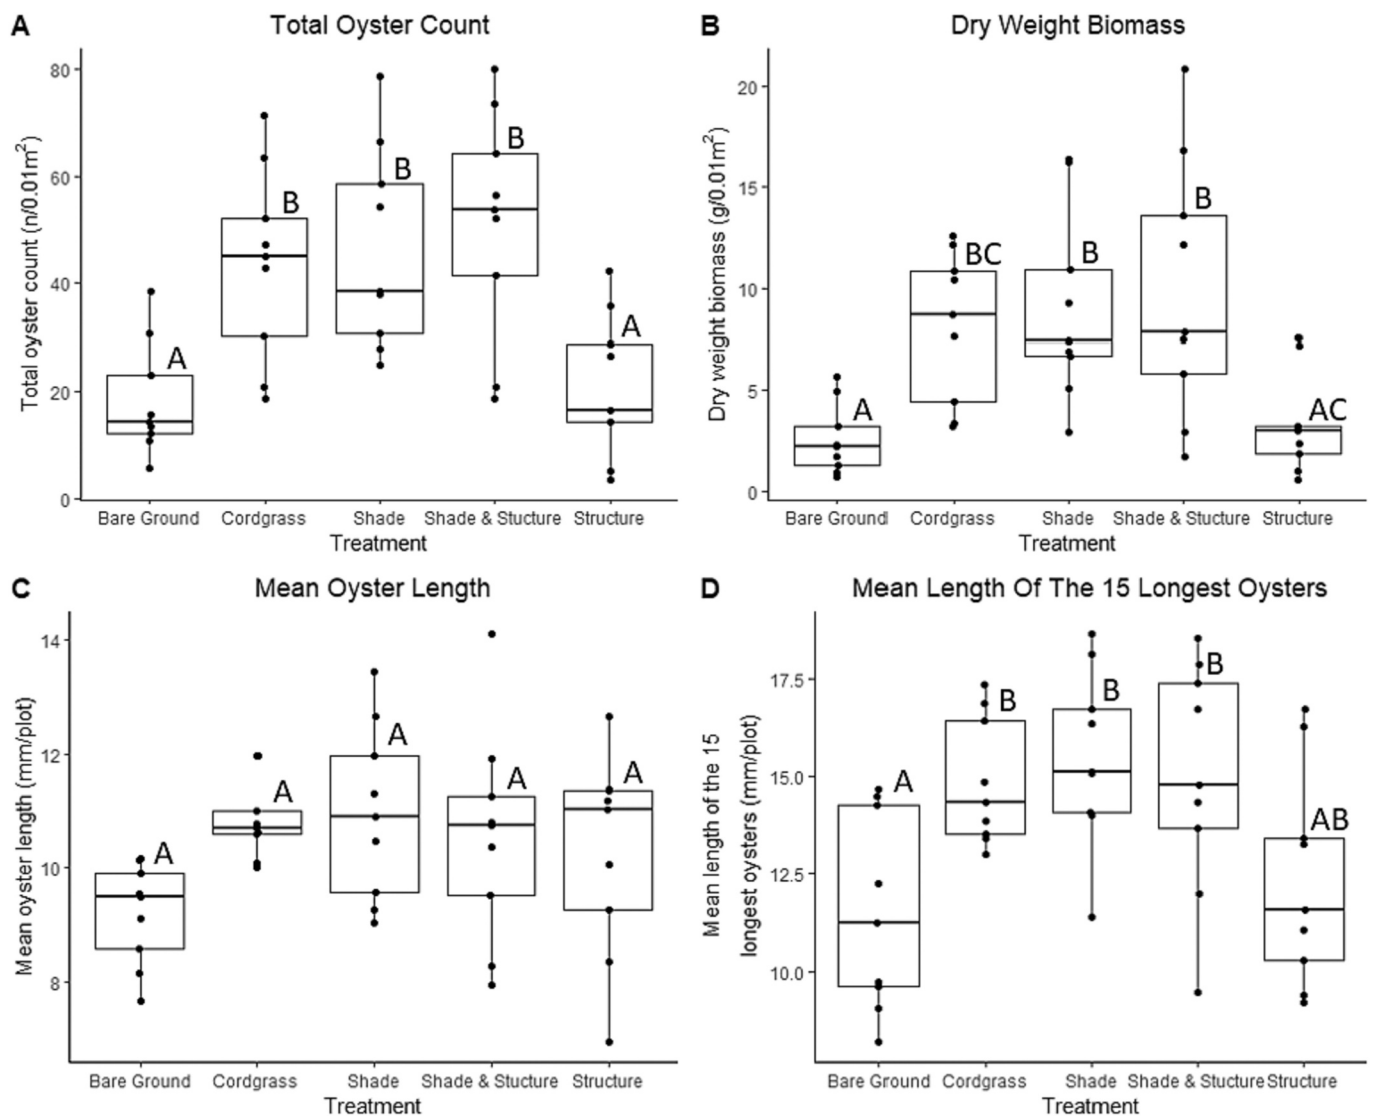 A
Total Oyster Count
Total oyster count (n/0.01m²)
80
60
40
20
0
A
B
B
B
A
Bare Ground
Cordgrass
Shade
Shade & Stucture
Structure
Treatment
B
Dry Weight Biomass
Dry weight biomass (g/0.01m²)
20
15
10
5
0
A
BC
B
B
AC
Bare Ground
Cordgrass
Shade
Shade & Stucture
Structure
Treatment
C
Mean Oyster Length
Mean oyster length (mm/plot)
14
12
10
8
A
A
A
A
A
Bare Ground
Cordgrass
Shade
Shade & Stucture
Structure
Treatment
D
Mean Length Of The 15 Longest Oysters
Mean length of the 15
longest oysters (mm/plot)
17.5
15.0
12.5
10.0
A
B
B
B
AB
Bare Ground
Cordgrass
Shade
Shade & Stucture
Structure
Treatment